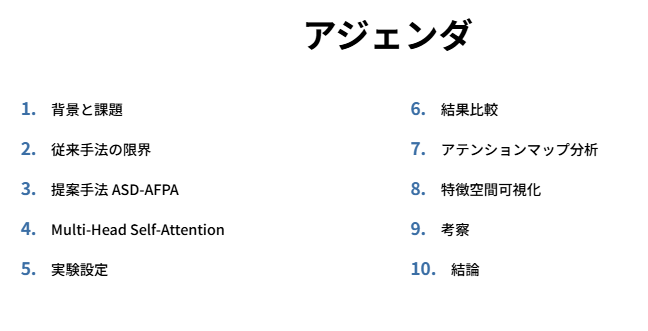 アジェンダ
1. 背景と課題
2. 従来手法の限界
3. 提案手法 ASD-AFPA
4. Multi-Head Self-Attention
5. 実験設定
6. 結果比較
7. アテンションマップ分析
8. 特徴空間可視化
9. 考察
10. 結論